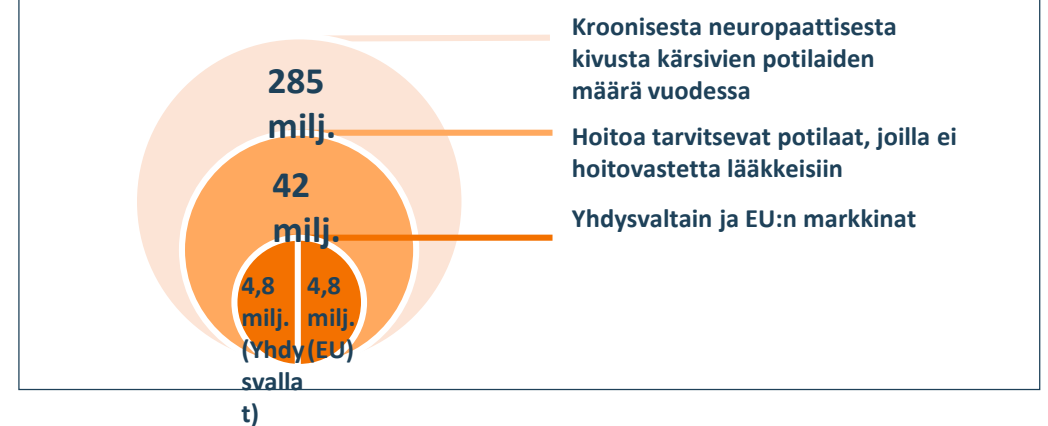 285
milj.
42
milj.
4,8
milj.
(Yhdy
svalla
t)
4,8
milj.
(EU)
Kroonisesta neuropaattisesta
kivusta kärsivien potilaiden
määrä vuodessa
Hoitoa tarvitsevat potilaat, joilla ei
hoitovastetta lääkkeisiin
Yhdysvaltain ja EU:n markkinat